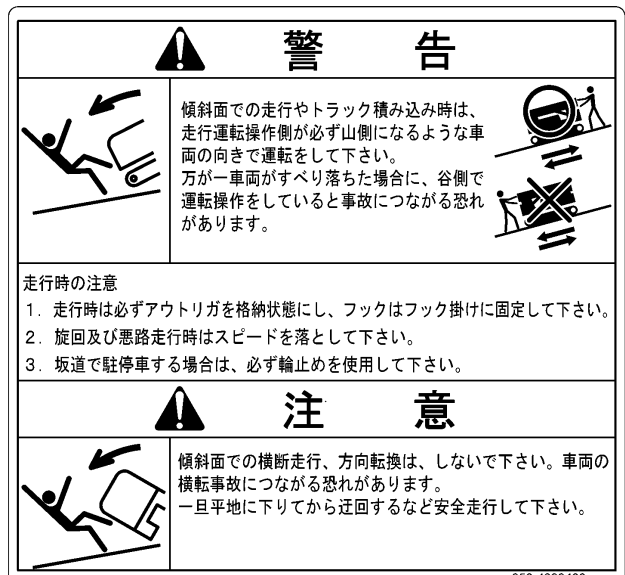 警告
傾斜面での走行やトラック積み込み時は、
走行運転操作側が必ず山側になるような車
両の向きで運転をして下さい。
万が一車両がすべり落ちた場合に、谷側で
運転操作をしていると事故につながる恐れ
があります。
走行時の注意
1．走行時は必ずアウトリガを格納状態にし、フックはフック掛けに固定して下さい。
2．旋回及び悪路走行時はスピードを落として下さい。
3．坂道で駐停車する場合は、必ず輪止めを使用して下さい。
注意
傾斜面での横断走行、方向転換は、しないで下さい。車両の
横転事故につながる恐れがあります。
一旦平地に下りてから迂回するなど安全走行して下さい。